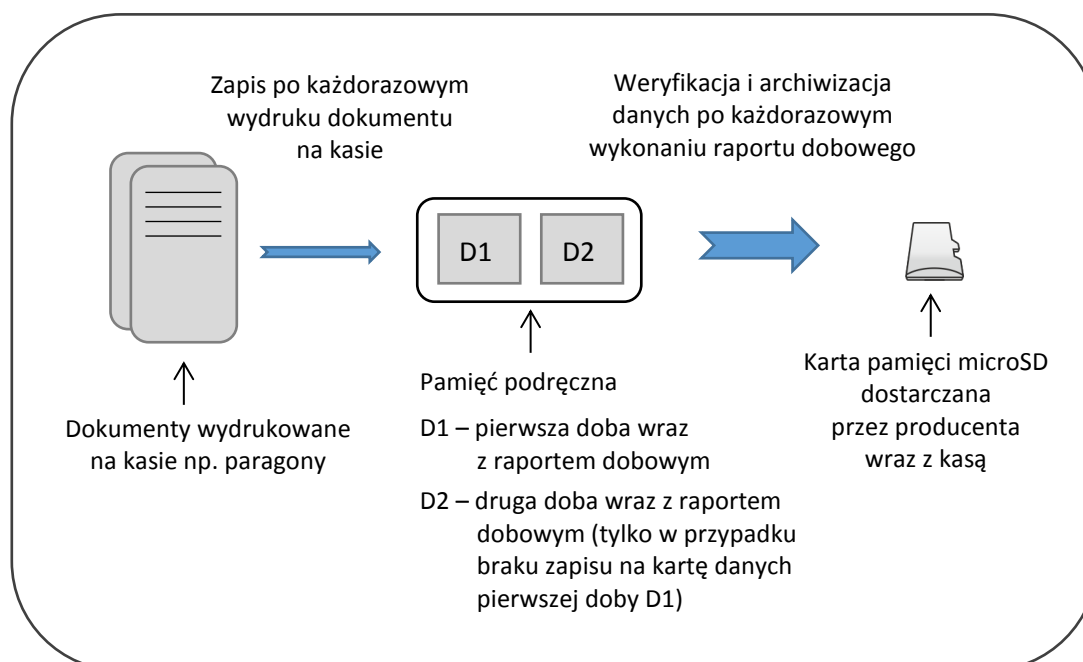 Zapis po każdorazowym
wydruku dokumentu
na kasie
Weryfikacja i archiwizacja
danych po każdorazowym
wykonaniu raportu dobowego
D1
D2
Dokumenty wydrukowane
na kasie np. paragony
Pamięć podręczna
D1 – pierwsza doba wraz
z raportem dobowym
D2 – druga doba wraz z raportem
dobowym (tylko w przypadku
braku zapisu na kartę danych
pierwszej doby D1)
Karta pamięci microSD
dostarczana
przez producenta
wraz z kasą